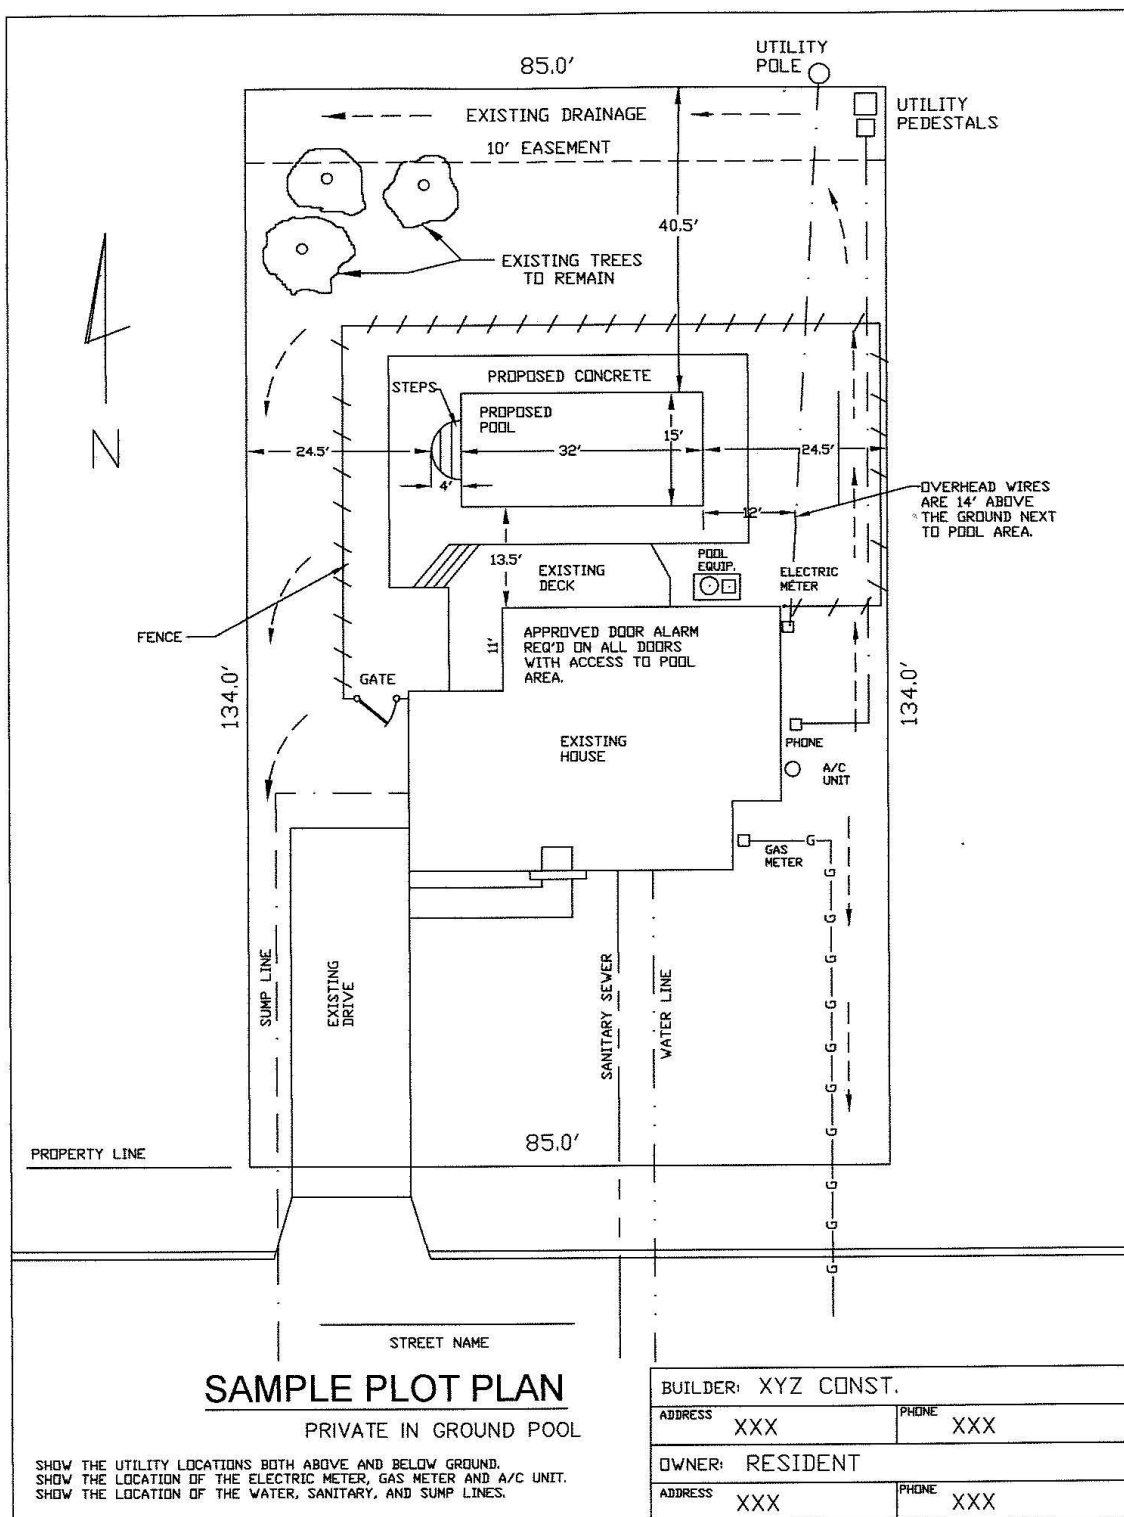 85.0'
UTILITY
POLE
EXISTING DRAINAGE
UTILITY
PEDESTALS
10' EASEMENT
40.5'
EXISTING TREES
TO REMAIN
N
PROPOSED CONCRETE
STEPS
PROPOSED
POOL
24.5'
32'
15'
24.5'
4'
12'
OVERHEAD WIRES
ARE 14' ABOVE
THE GROUND NEXT
TO POOL AREA.
13.5'
EXISTING
DECK
POOL
EQUIP.
ELECTRIC
METER
FENCE
11'
APPROVED DOOR ALARM
REQ'D ON ALL DOORS
WITH ACCESS TO POOL
AREA.
GATE
134.0'
134.0'
EXISTING
HOUSE
PHONE
A/C
UNIT
GAS
METER
G
G
G
G
G
G
G
G
G
G
G
SUMP LINE
EXISTING
DRIVE
SANITARY SEWER
WATER LINE
85.0'
PROPERTY LINE
STREET NAME
SAMPLE PLOT PLAN
PRIVATE IN GROUND POOL
SHOW THE UTILITY LOCATIONS BOTH ABOVE AND BELOW GROUND.
SHOW THE LOCATION OF THE ELECTRIC METER, GAS METER AND A/C UNIT.
SHOW THE LOCATION OF THE WATER, SANITARY, AND SUMP LINES.
BUILDER: XYZ CONST.
ADDRESS XXX PHONE XXX
OWNER: RESIDENT
ADDRESS XXX PHONE XXX